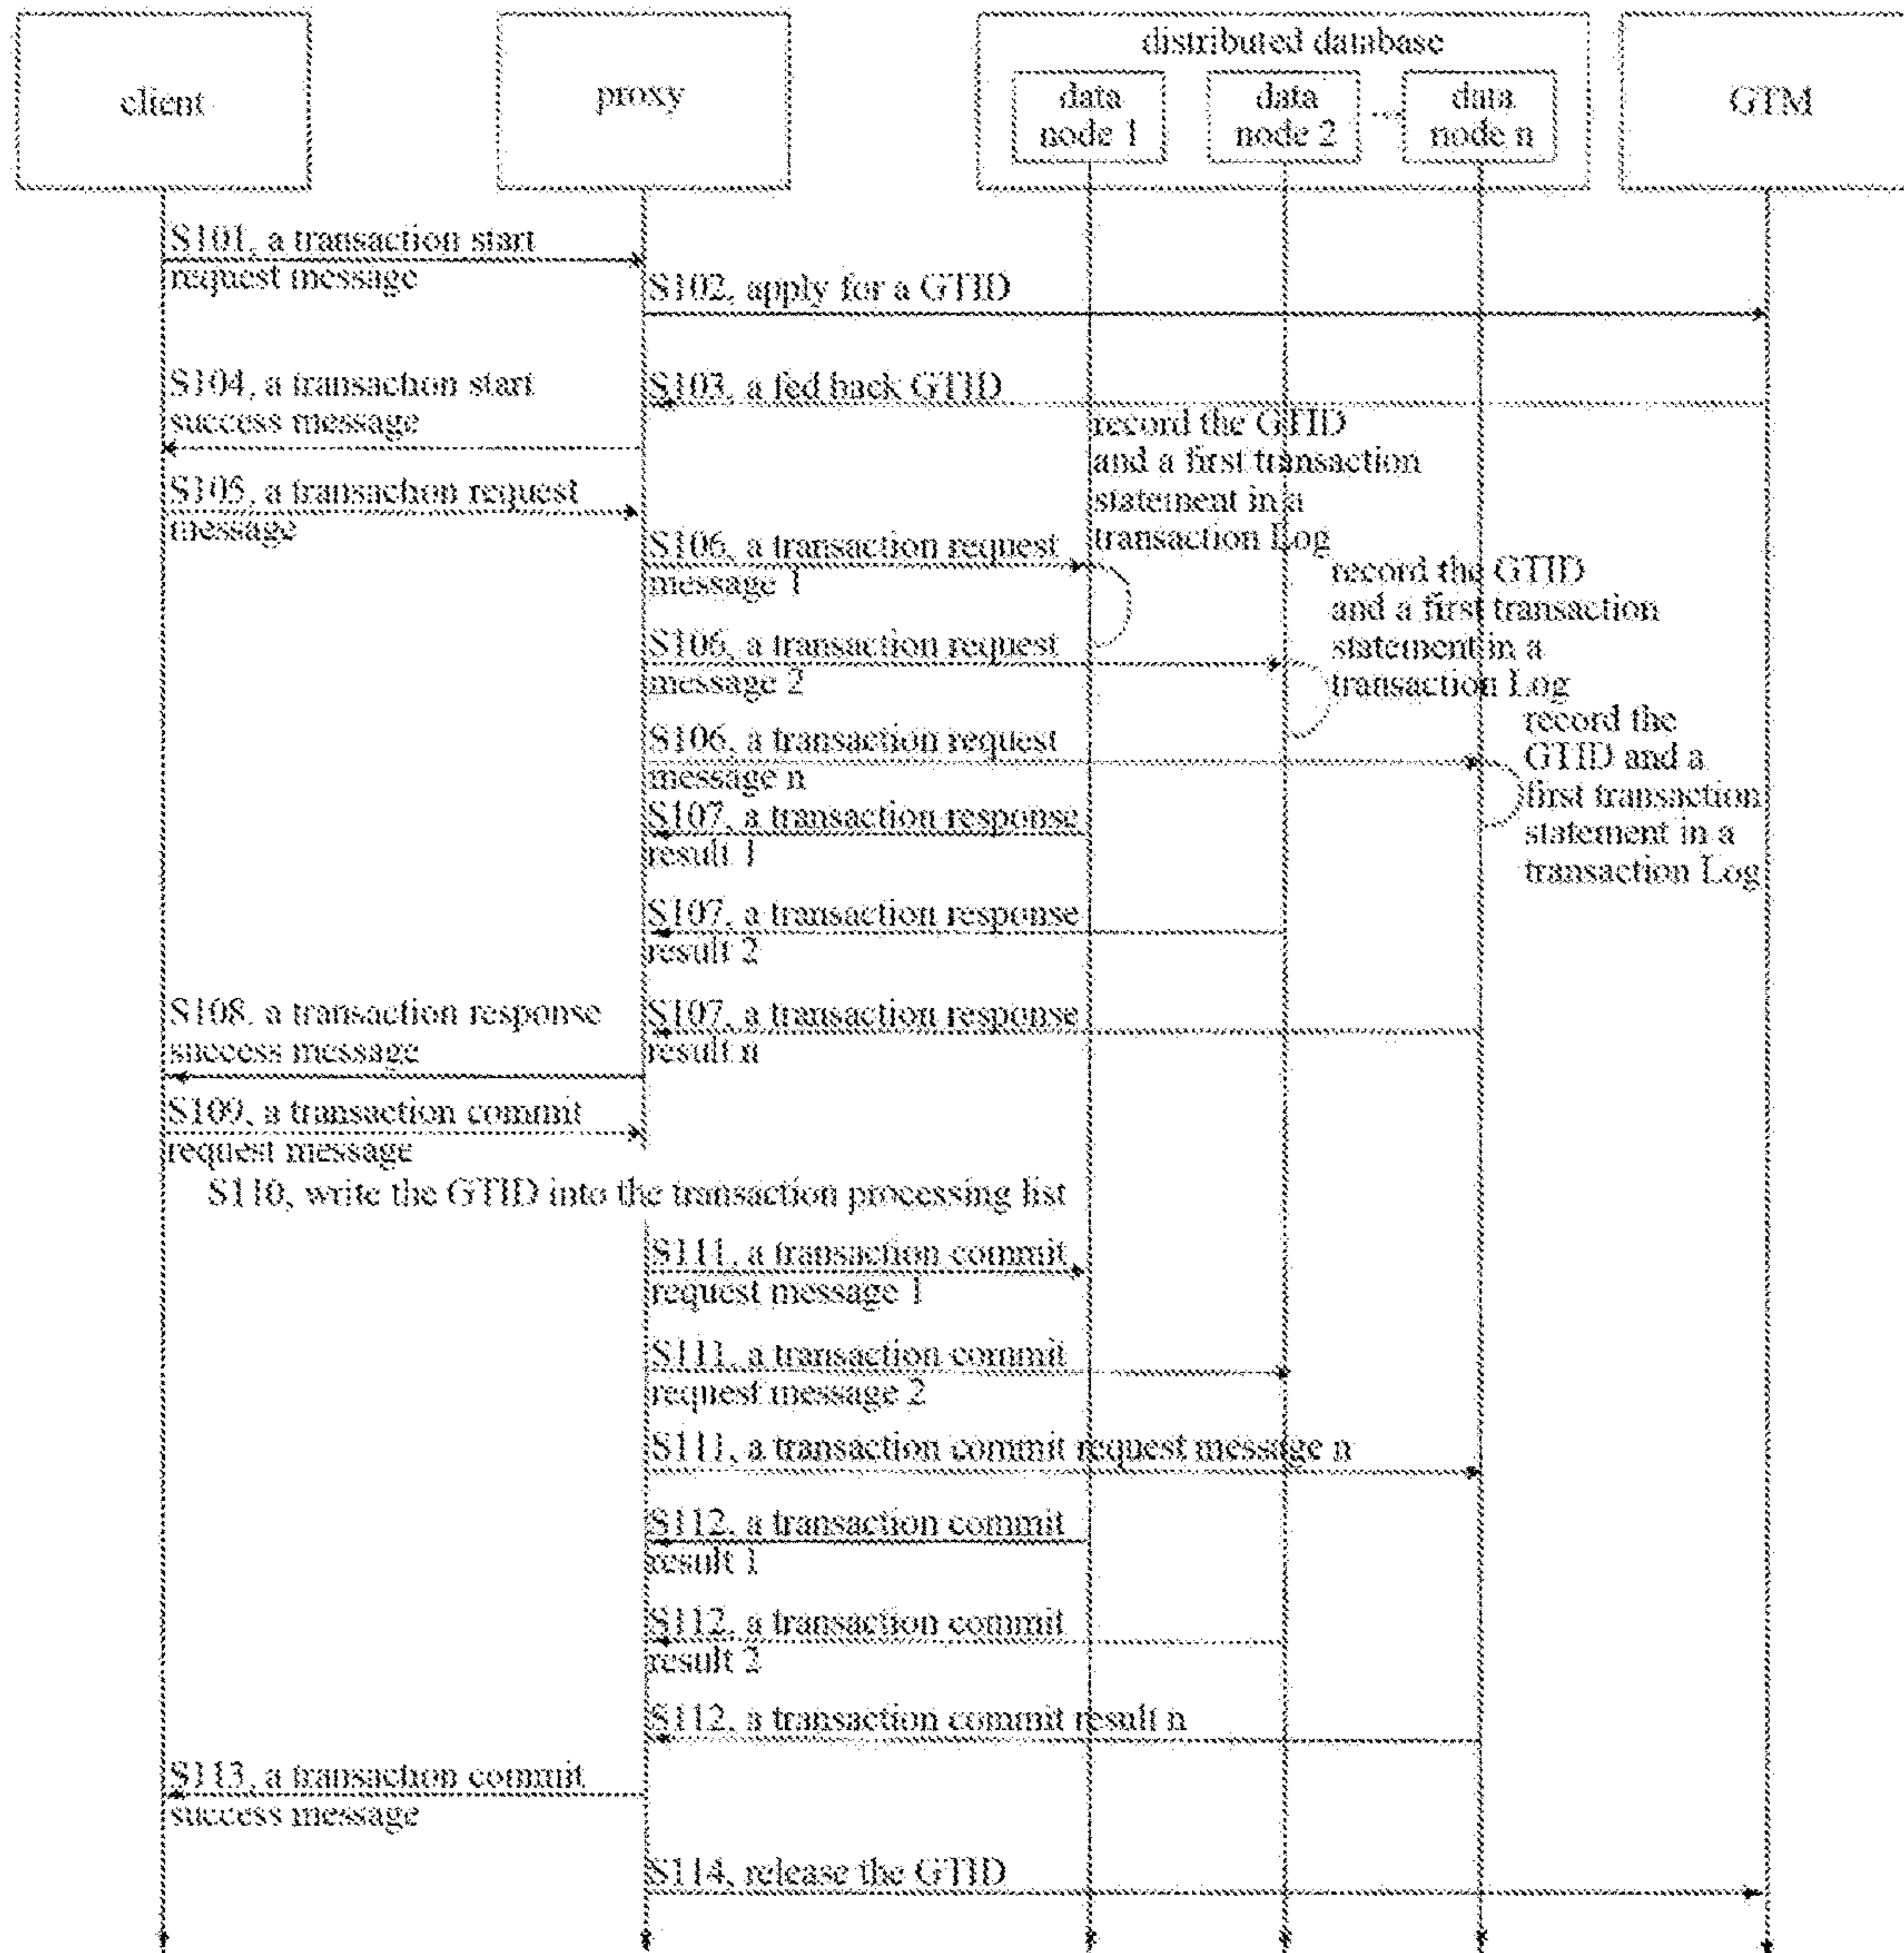 client
proxy
distributed database
data
node 1
data
node 2
...
data
node n
GTM
S101, a transaction start
request message
S102, apply for a GTID
S103, a fed back GTID
S104, a transaction start
success message
S105, a transaction request
message
S106, a transaction request
message 1
record the GTID
and a first transaction
statement in a
transaction Log
S106, a transaction request
message 2
record the GTID
and a first transaction
statement in a
transaction Log
S106, a transaction request
message n
record the
GTID and a
first transaction
statement in a
transaction Log
S107, a transaction response
result 1
S107, a transaction response
result 2
S107, a transaction response
result n
S108, a transaction response
success message
S109, a transaction commit
request message
S110, write the GTID into the transaction processing list
S111, a transaction commit
request message 1
S111, a transaction commit
request message 2
S111, a transaction commit request message n
S112, a transaction commit
result 1
S112, a transaction commit
result 2
S112, a transaction commit result n
S113, a transaction commit
success message
S114, release the GTID